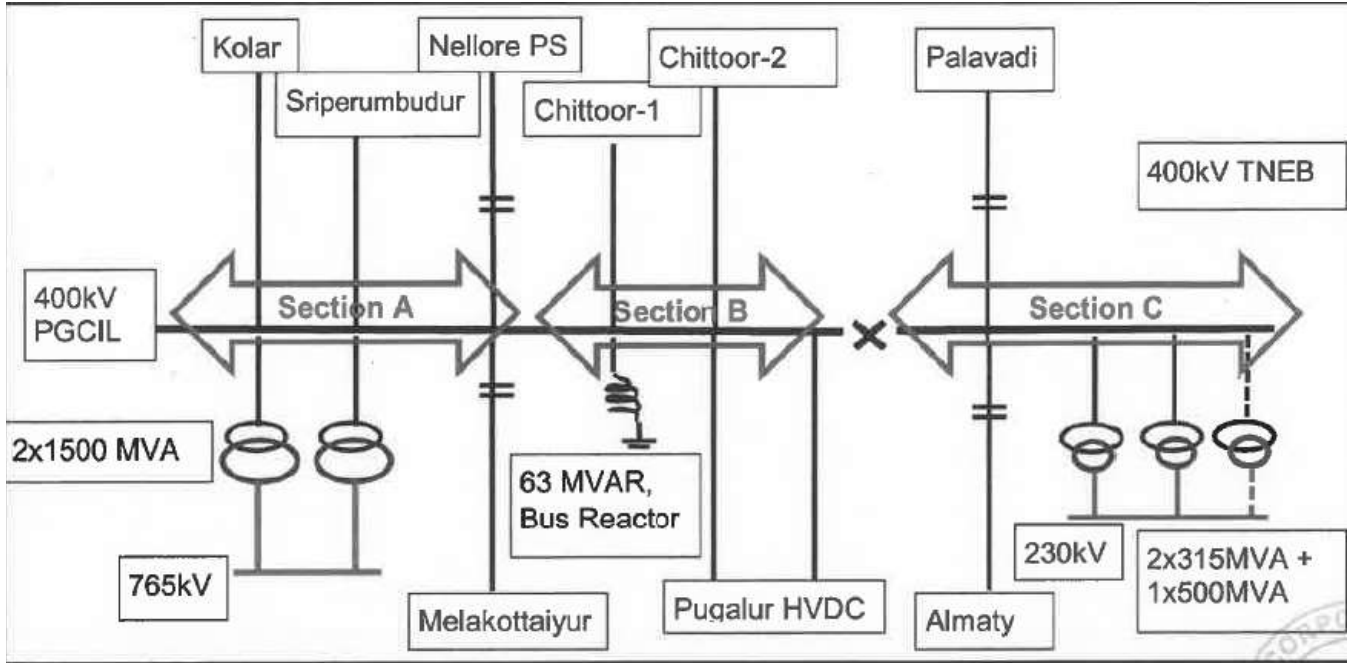 Kolar
Nellore PS
Chittoor-2
Palavadi
Sriperumbudur
Chittoor-1
400kV TNEB
400kV
PGCIL
Section A
Section B
Section C
2x1500 MVA
63 MVAR,
Bus Reactor
765kV
230kV
2x315MVA +
1x500MVA
Melakottaiyur
Pugalur HVDC
Almaty
CORPO